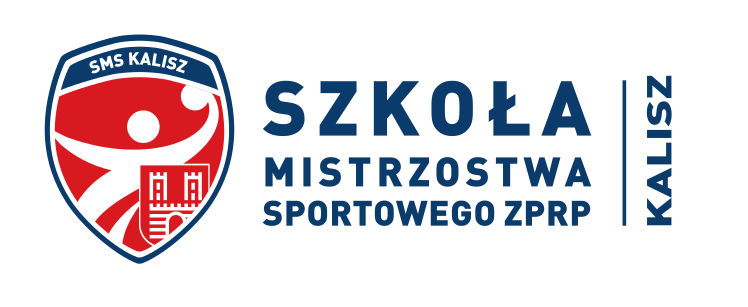 SMS KALISZ
SZKOŁA
MISTRZOSTWA
SPORTOWEGO ZPRP
KALISZ